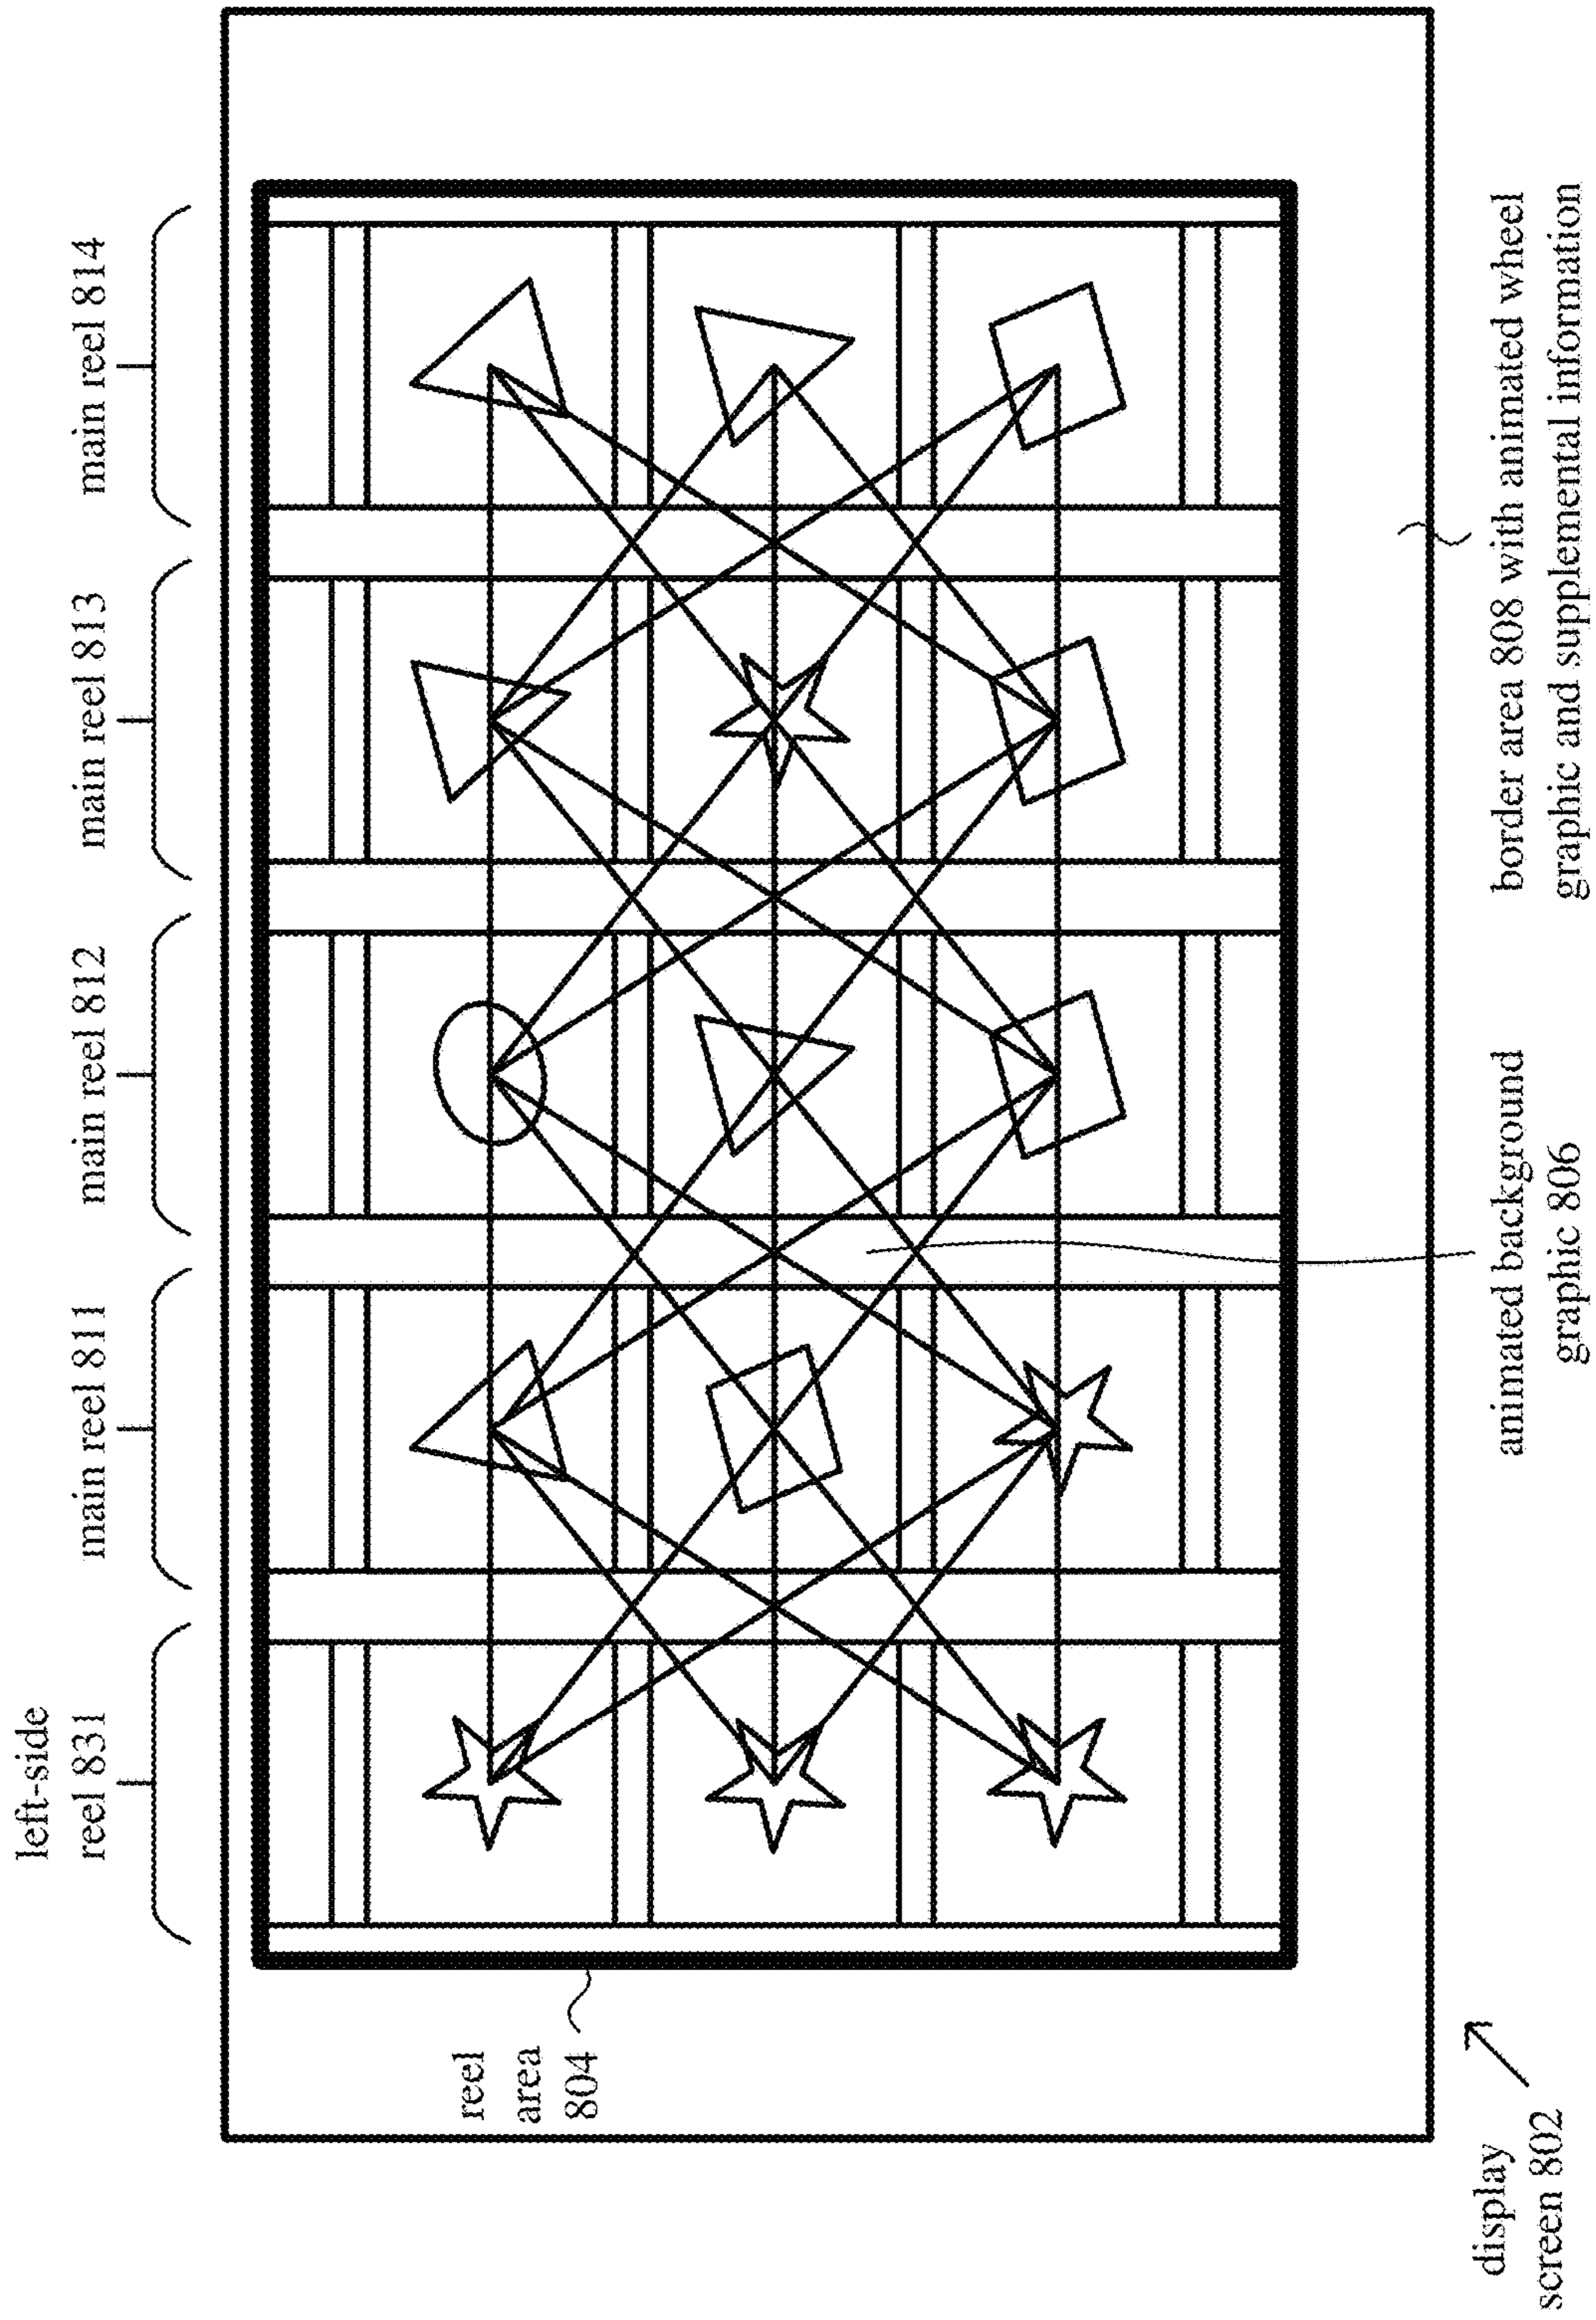 left-side
reel 831
main reel 811
main reel 812
main reel 813
main reel 814
reel
area
804
display
screen 802
animated background
graphic 806
border area 808 with animated wheel
graphic and supplemental information